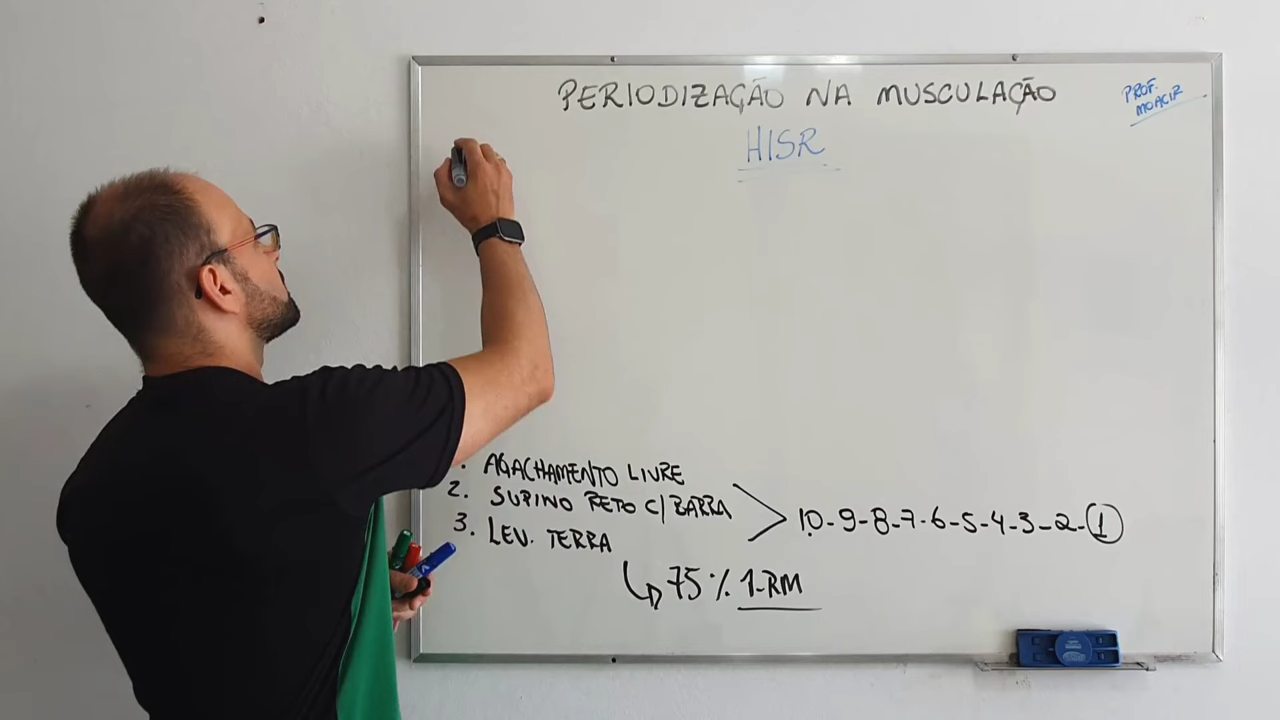 PERIODIZAÇÃO NA MUSCULAÇÃO
PROF.
MOACIR
HISR
. AGACHAMENTO LIVRE
2. SUPINO RETO C/ BARRA
3. LEV. TERRA
10-9-8-7-6-5-4-3-2-1
↳ 75% 1-RM